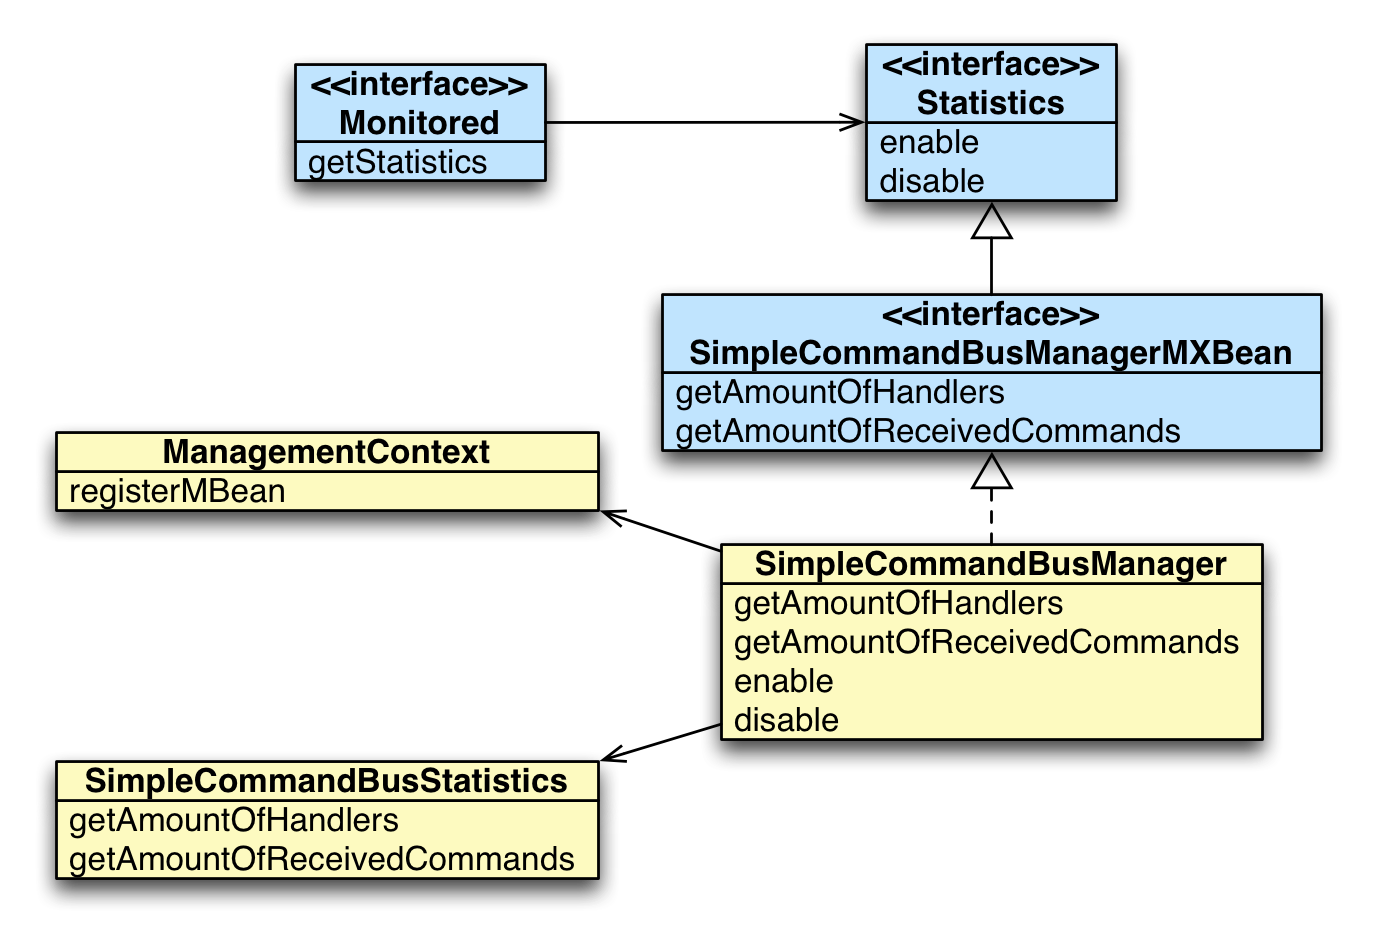 <<interface>>
Monitored
getStatistics
<<interface>>
Statistics
enable
disable
<<interface>>
SimpleCommandBusManagerMXBean
getAmountOfHandlers
getAmountOfReceivedCommands
ManagementContext
registerMBean
SimpleCommandBusManager
getAmountOfHandlers
getAmountOfReceivedCommands
enable
disable
SimpleCommandBusStatistics
getAmountOfHandlers
getAmountOfReceivedCommands